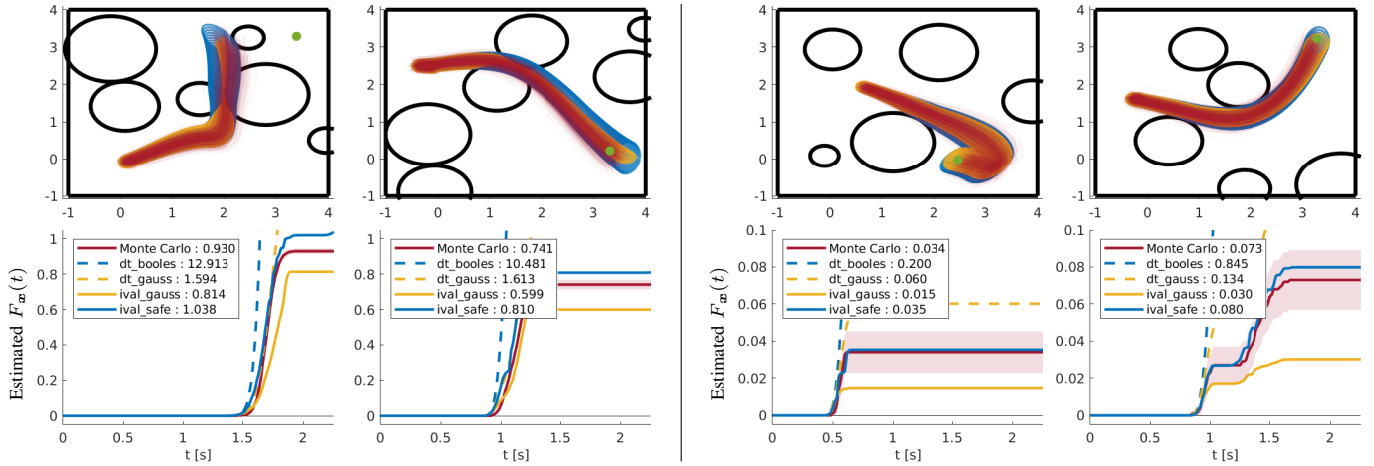 4
3
2
1
0
-1
-1 0 1 2 3 4
4
3
2
1
0
-1
-1 0 1 2 3 4
4
3
2
1
0
-1
-1 0 1 2 3 4
4
3
2
1
0
-1
-1 0 1 2 3 4
Estimated F_x(t)
1
0.8
0.6
0.4
0.2
0
Monte Carlo : 0.930
dt_booles : 12.913
dt_gauss : 1.594
ival_gauss : 0.814
ival_safe : 1.038
0 0.5 1 1.5 2
t [s]
1
0.8
0.6
0.4
0.2
0
Monte Carlo : 0.741
dt_booles : 10.481
dt_gauss : 1.613
ival_gauss : 0.599
ival_safe : 0.810
0 0.5 1 1.5 2
t [s]
Estimated F_x(t)
0.1
0.08
0.06
0.04
0.02
0
Monte Carlo : 0.034
dt_booles : 0.200
dt_gauss : 0.060
ival_gauss : 0.015
ival_safe : 0.035
0 0.5 1 1.5 2
t [s]
0.1
0.08
0.06
0.04
0.02
0
Monte Carlo : 0.073
dt_booles : 0.845
dt_gauss : 0.134
ival_gauss : 0.030
ival_safe : 0.080
0 0.5 1 1.5 2
t [s]